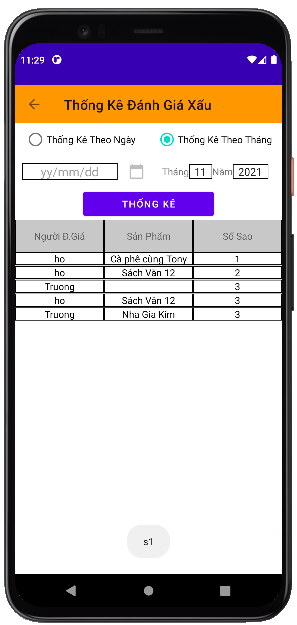 11:29
Thống Kê Đánh Giá Xấu
Thống Kê Theo Ngày Thống Kê Theo Tháng
yy/mm/dd Tháng 11 Năm 2021
THỐNG KÊ
Người Đ.Giá Sản Phẩm Số Sao
ho Cà phê cùng Tony 1
ho Sách Văn 12 2
Truong 3
ho Sách Văn 12 3
Truong Nha Gia Kim 3
s1